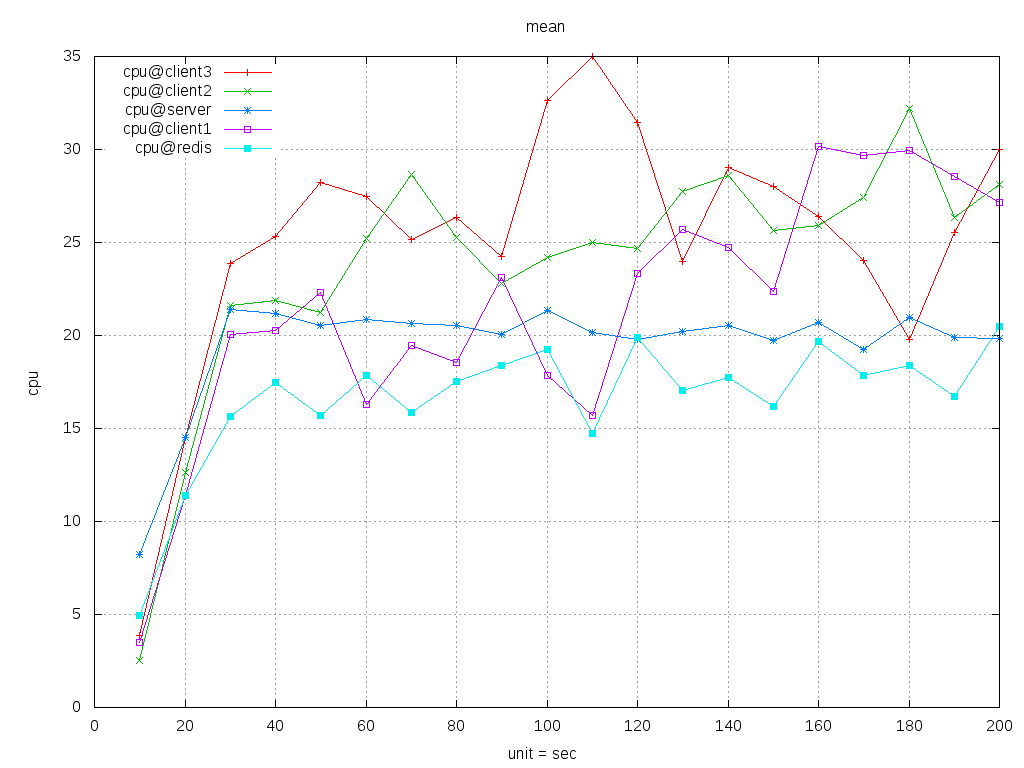 mean
35
30
25
20
15
10
5
0
cpu
cpu@client3
cpu@client2
cpu@server
cpu@client1
cpu@redis
0 20 40 60 80 100 120 140 160 180 200
unit = sec